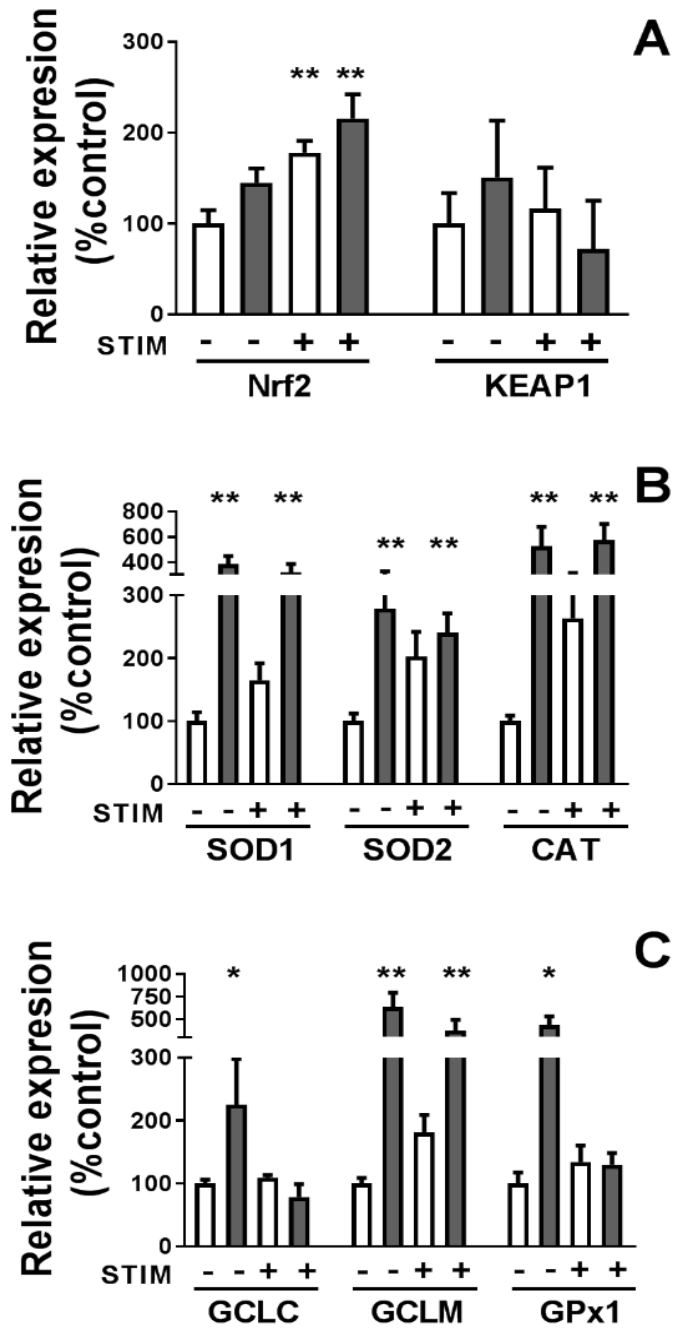 A
Relative expresion
(%control)
300
200
100
0
** **
STIM - - + + - - + +
Nrf2 KEAP1
B
Relative expresion
(%control)
800
600
400
300
200
100
0
** ** ** ** ** **
STIM - - + + - - + + - - + +
SOD1 SOD2 CAT
C
Relative expresion
(%control)
1000
750
500
300
200
100
0
* ** ** *
STIM - - + + - - + + - - + +
GCLC GCLM GPx1